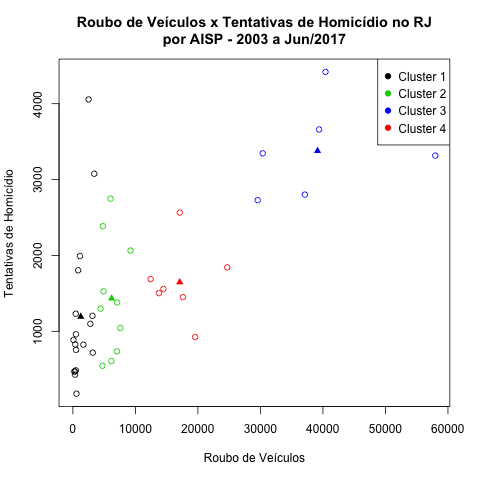 Roubo de Veículos x Tentativas de Homicídio no RJ
por AISP - 2003 a Jun/2017
Cluster 1
Cluster 2
Cluster 3
Cluster 4
Tentativas de Homicídio
4000
3000
2000
1000
0
10000
20000
30000
40000
50000
60000
Roubo de Veículos